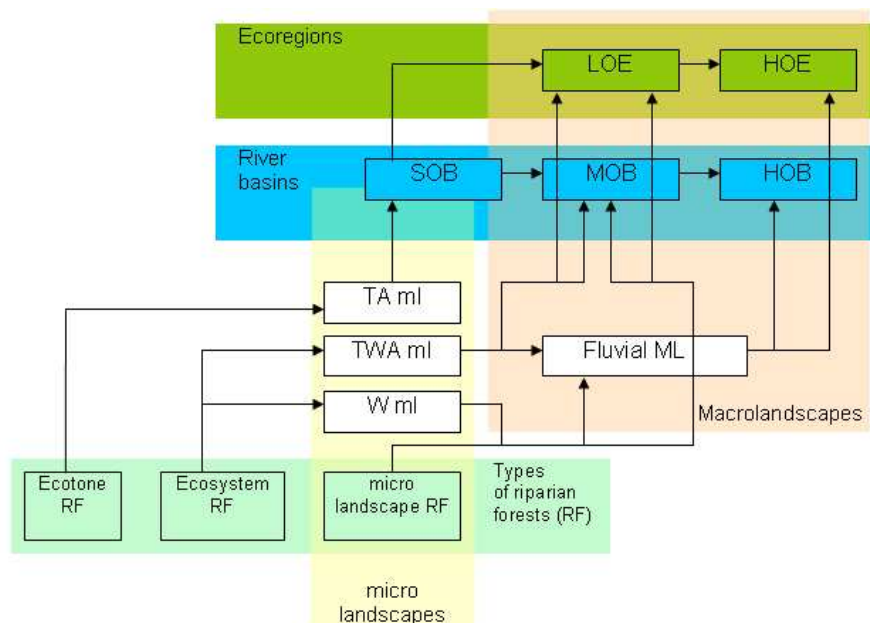 Ecoregions
LOE
HOE
River
basins
SOB
MOB
HOB
TA ml
TWA ml
Fluvial ML
W ml
Macrolandscapes
Ecotone
RF
Ecosystem
RF
micro
landscape RF
Types
of riparian
forests (RF)
micro
landscapes